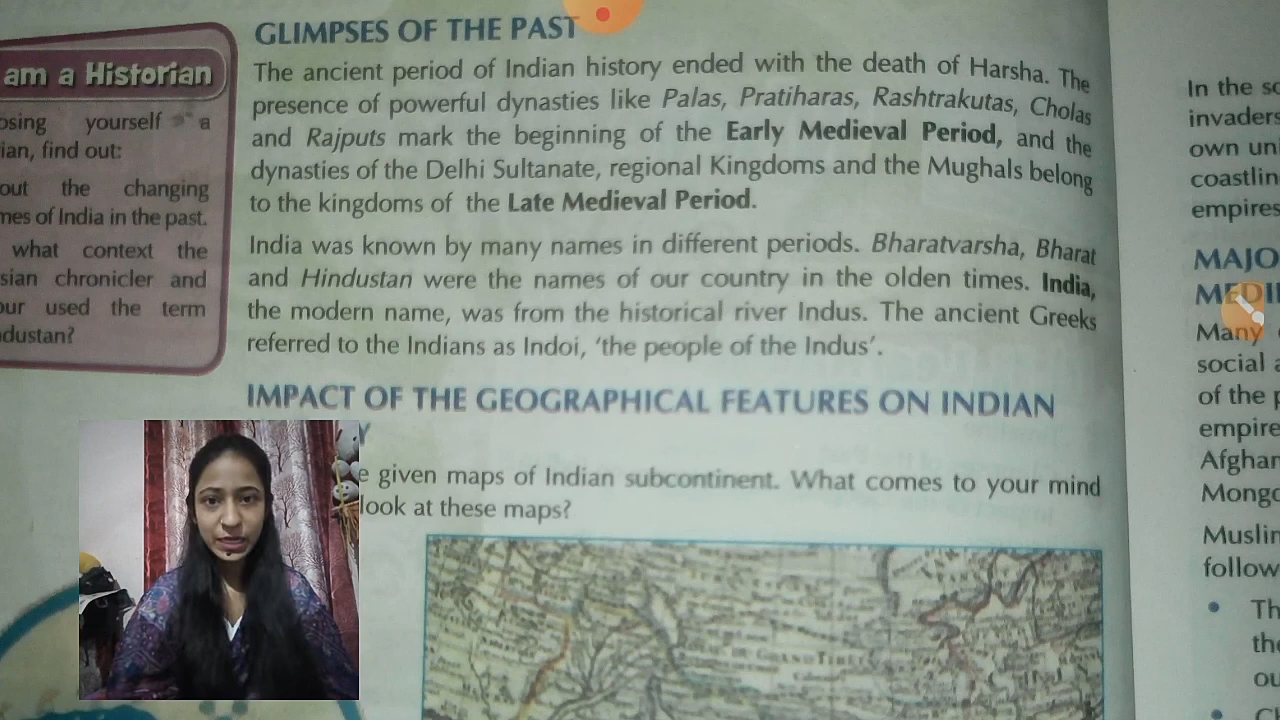 GLIMPSES OF THE PAST
The ancient period of Indian history ended with the death of Harsha. The
presence of powerful dynasties like Palas, Pratiharas, Rashtrakutas, Cholas
and Rajputs mark the beginning of the Early Medieval Period, and the
dynasties of the Delhi Sultanate, regional Kingdoms and the Mughals belong
to the kingdoms of the Late Medieval Period.
India was known by many names in different periods. Bharatvarsha, Bharat
and Hindustan were the names of our country in the olden times. India,
the modern name, was from the historical river Indus. The ancient Greeks
referred to the Indians as Indoi, 'the people of the Indus'.
IMPACT OF THE GEOGRAPHICAL FEATURES ON INDIAN
Y
e given maps of Indian subcontinent. What comes to your mind
look at these maps?
am a Historian
osing yourself a
ian, find out:
out the changing
mes of India in the past.
what context the
sian chronicler and
our used the term
dustan?
In the so
invaders
own uni
coastlin
empires
MAJO
MEDI
Many
social a
of the p
empire
Afghan
Mongo
Muslin
follow
• Th
the
ou